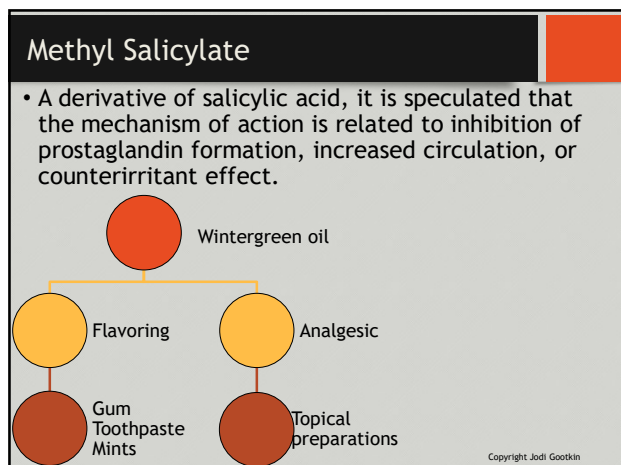 Methyl Salicylate
• A derivative of salicylic acid, it is speculated that
the mechanism of action is related to inhibition of
prostaglandin formation, increased circulation, or
counterirritant effect.
Wintergreen oil
Flavoring
Analgesic
Gum
Toothpaste
Mints
Topical
preparations
Copyright Jodi Gootkin